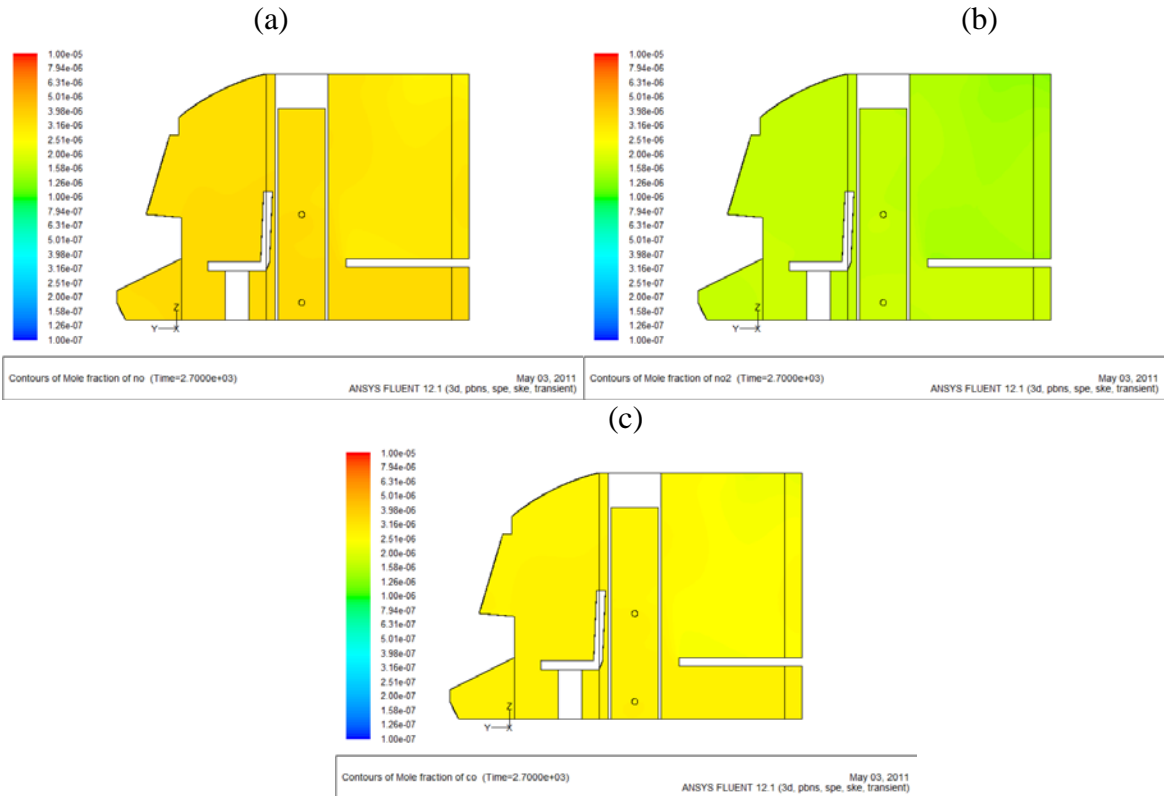 (a)
(b)
1.00e-05
7.94e-06
6.31e-06
5.01e-06
3.98e-06
3.16e-06
2.51e-06
2.00e-06
1.58e-06
1.26e-06
1.00e-06
7.94e-07
6.31e-07
5.01e-07
3.98e-07
3.16e-07
2.51e-07
2.00e-07
1.58e-07
1.26e-07
1.00e-07
Z
Y X
Contours of Mole fraction of no (Time=2.7000e+03)
May 03, 2011
ANSYS FLUENT 12.1 (3d, pbns, spe, ske, transient)
1.00e-05
7.94e-06
6.31e-06
5.01e-06
3.98e-06
3.16e-06
2.51e-06
2.00e-06
1.58e-06
1.26e-06
1.00e-06
7.94e-07
6.31e-07
5.01e-07
3.98e-07
3.16e-07
2.51e-07
2.00e-07
1.58e-07
1.26e-07
1.00e-07
Z
Y X
Contours of Mole fraction of no2 (Time=2.7000e+03)
May 03, 2011
ANSYS FLUENT 12.1 (3d, pbns, spe, ske, transient)
(c)
1.00e-05
7.94e-06
6.31e-06
5.01e-06
3.98e-06
3.16e-06
2.51e-06
2.00e-06
1.58e-06
1.26e-06
1.00e-06
7.94e-07
6.31e-07
5.01e-07
3.98e-07
3.16e-07
2.51e-07
2.00e-07
1.58e-07
1.26e-07
1.00e-07
Z
Y X
Contours of Mole fraction of co (Time=2.7000e+03)
May 03, 2011
ANSYS FLUENT 12.1 (3d, pbns, spe, ske, transient)